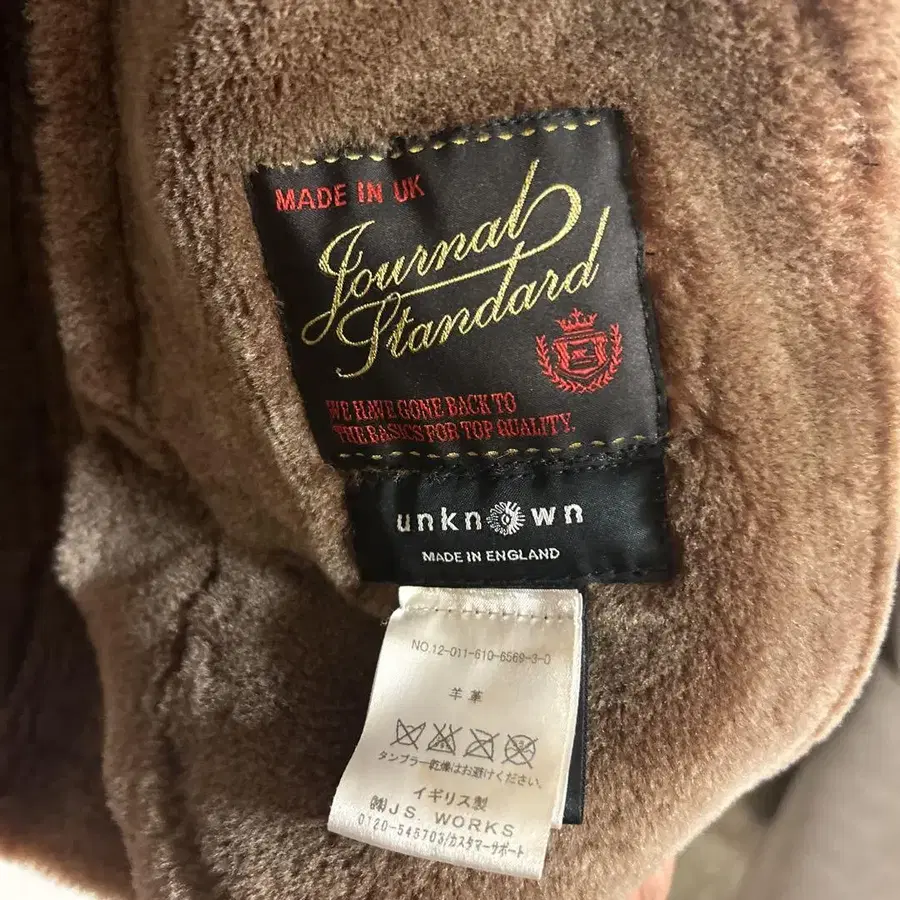 MADE IN UK
Journal
Standard
WE HAVE GONE BACK TO
THE BASICS FOR TOP QUALITY.
unknown
MADE IN ENGLAND
NO.12-011-610-6569-3-0
羊革
タンブラー乾燥はお避けください。
イギリス製
㈱J.S. WORKS
0120-545703/カスタマーサポート